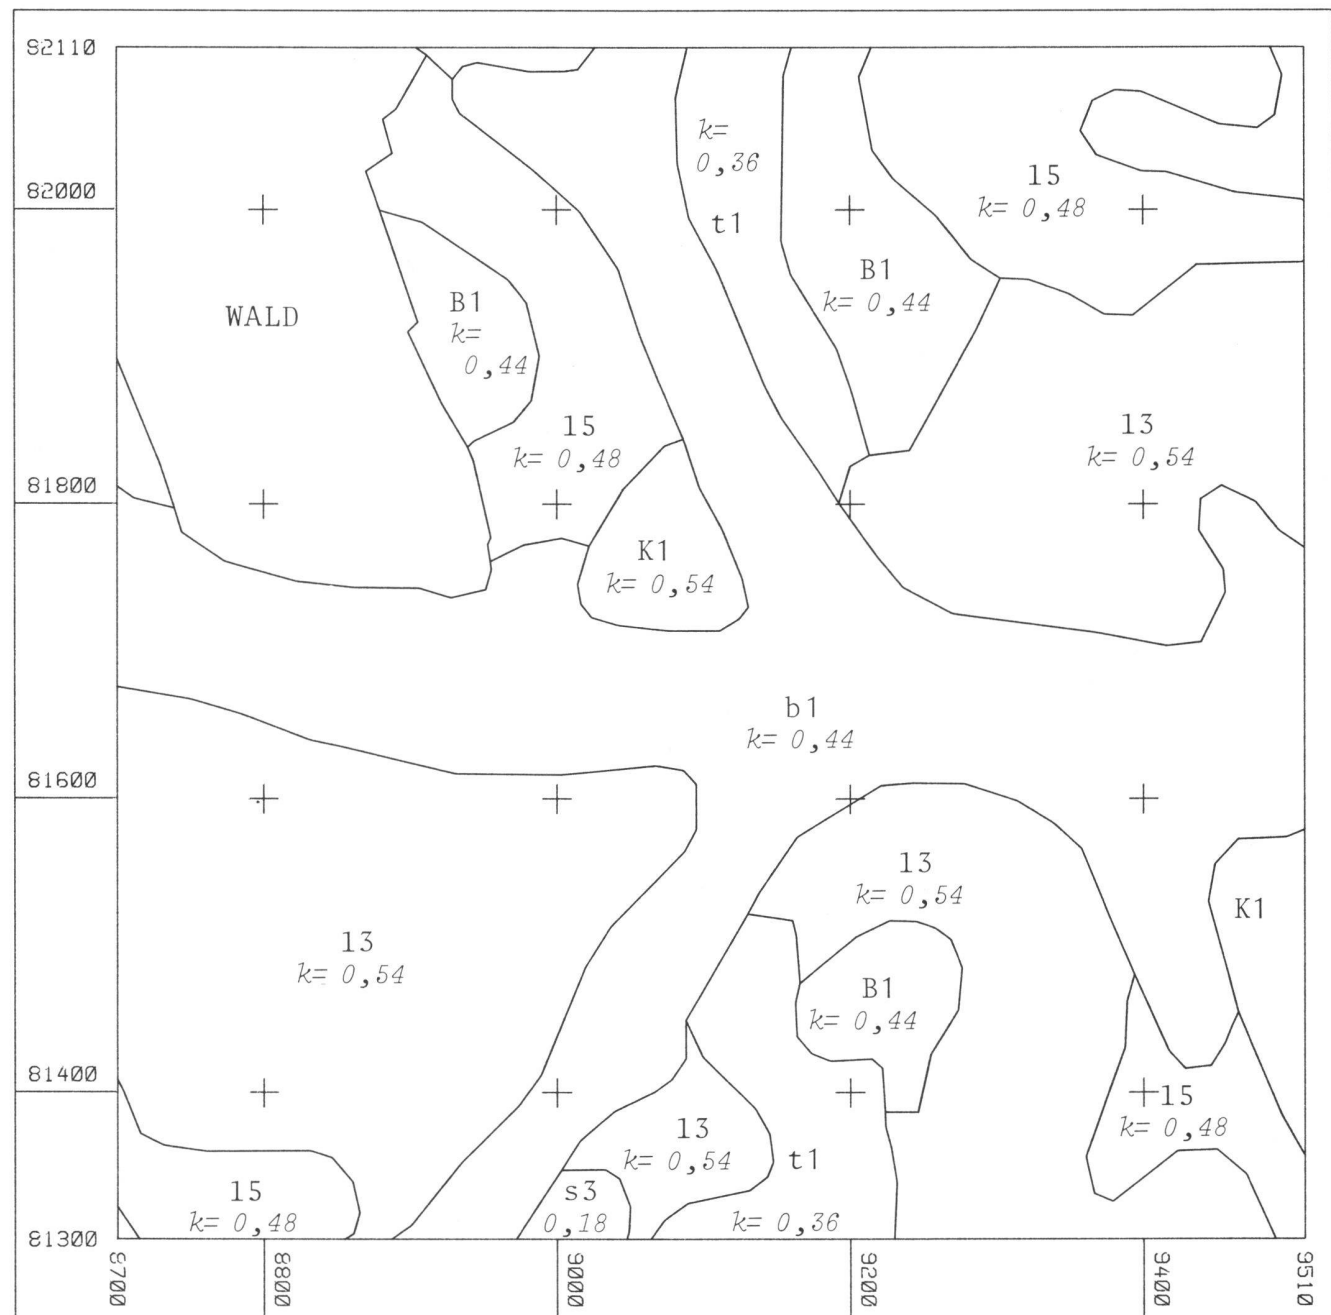 82110
k=
0,36
15
k= 0,48
82000
t1
B1
k= 0,44
WALD
B1
k=
0,44
15
k= 0,48
13
k= 0,54
81800
K1
k= 0,54
b1
k= 0,44
81600
13
k= 0,54
K1
13
k= 0,54
B1
k= 0,44
81400
15
k= 0,48
13
k= 0,54
t1
k= 0,36
15
k= 0,48
s3
0,18
81300
8700
8800
9000
9200
9400
9510